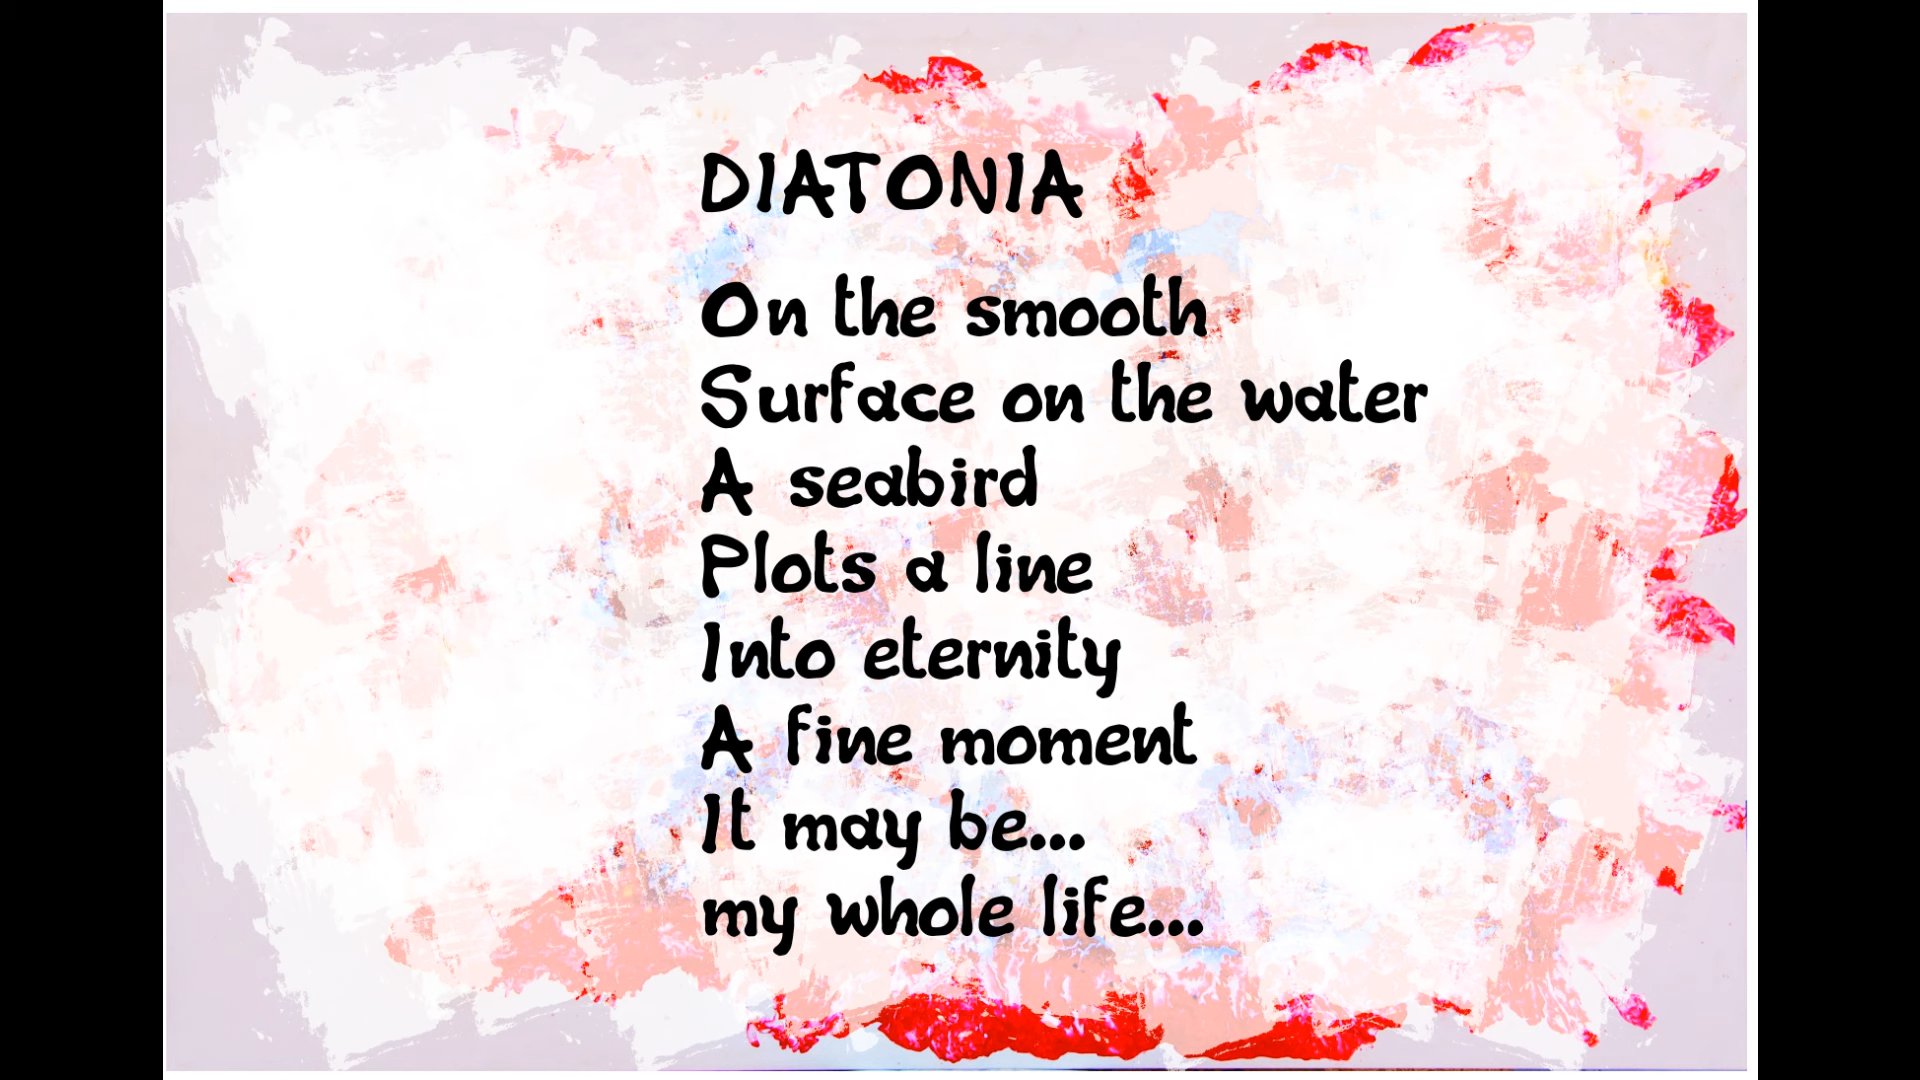 DIATONIA
On the smooth
Surface on the water
A seabird
Plots a line
Into eternity
A fine moment
It may be...
my whole life...